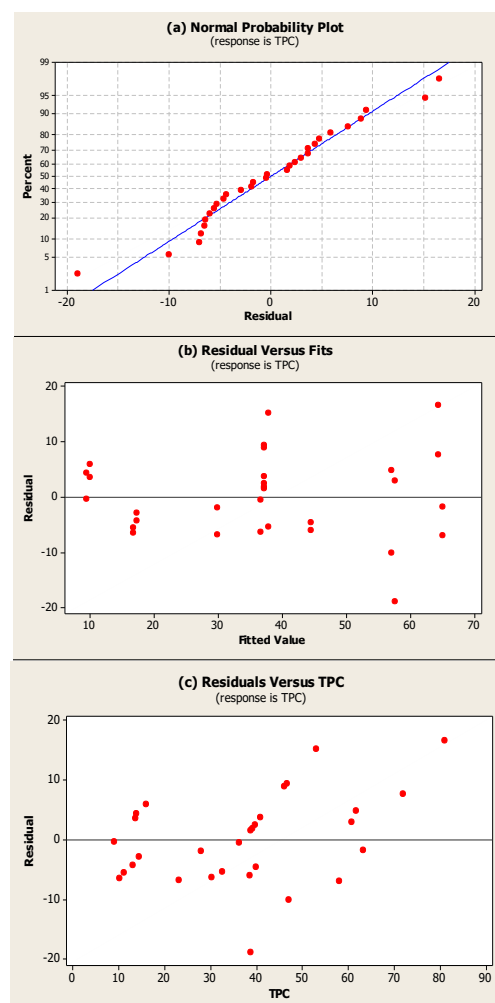 (a) Normal Probability Plot
(response is TPC)
99
95
90
80
70
60
50
40
30
20
10
5
1
Percent
-20 -10 0 10 20
Residual
(b) Residual Versus Fits
(response is TPC)
20
10
0
-10
-20
Residual
10 20 30 40 50 60 70
Fitted Value
(c) Residuals Versus TPC
(response is TPC)
20
10
0
-10
-20
Residual
0 10 20 30 40 50 60 70 80 90
TPC